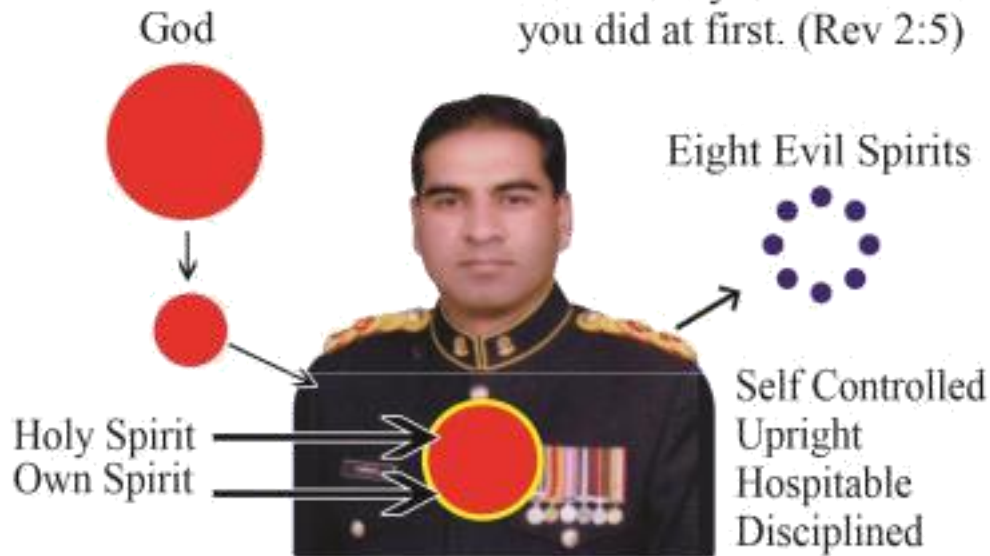 God
you did at first. (Rev 2:5)
Eight Evil Spirits
Holy Spirit
Own Spirit
Self Controlled
Upright
Hospitable
Disciplined